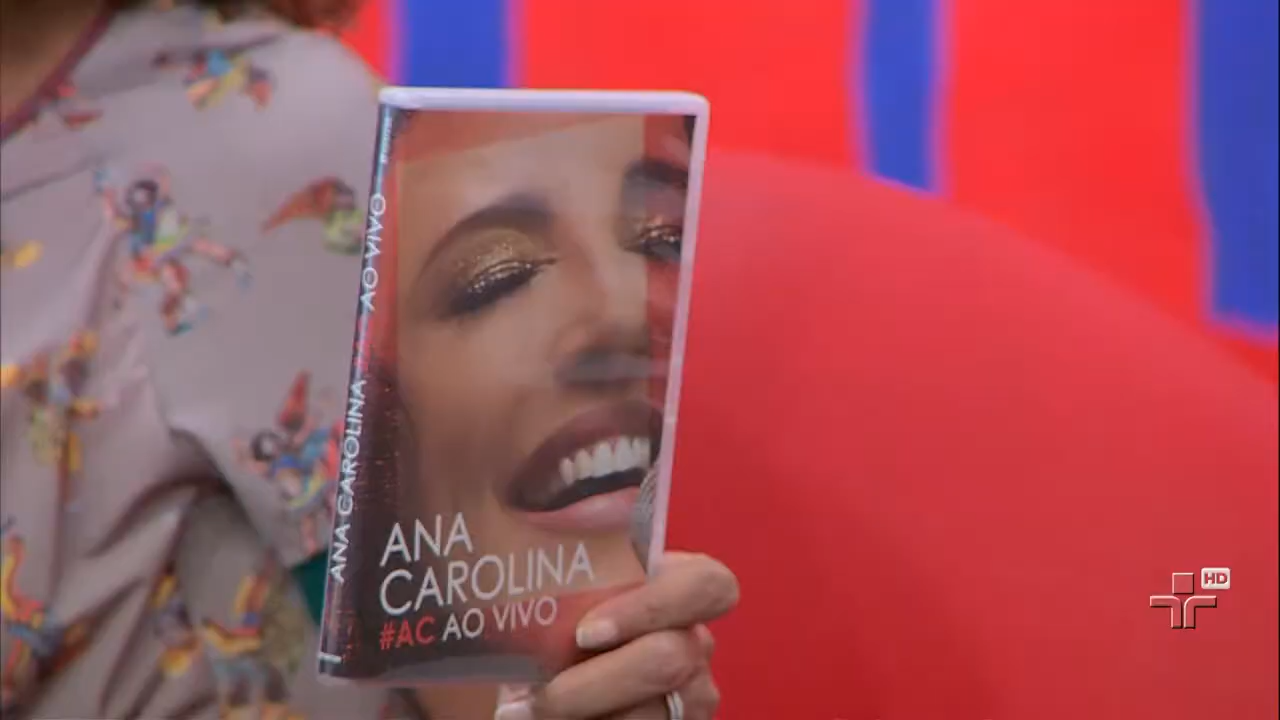 ANA CAROLINA #AC AO VIVO
ANA
CAROLINA
#AC AO VIVO
HD